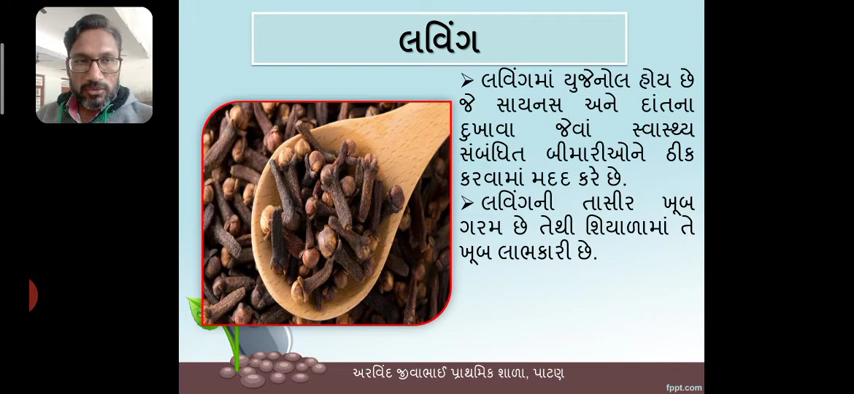 લવિંગ
➢ લવિંગમાં યુજેનોલ હોય છે
જે સાયનસ અને દાંતના
દુખાવા જેવાં સ્વાસ્થ્ય
સંબંધિત બીમારીઓને ઠીક
કરવામાં મદદ કરે છે.
➢ લવિંગની તાસીર ખૂબ
ગરમ છે તેથી શિયાળામાં તે
ખૂબ લાભકારી છે.
અરવિંદ જીવાભાઈ પ્રાથમિક શાળા, પાટણ
fppt.com